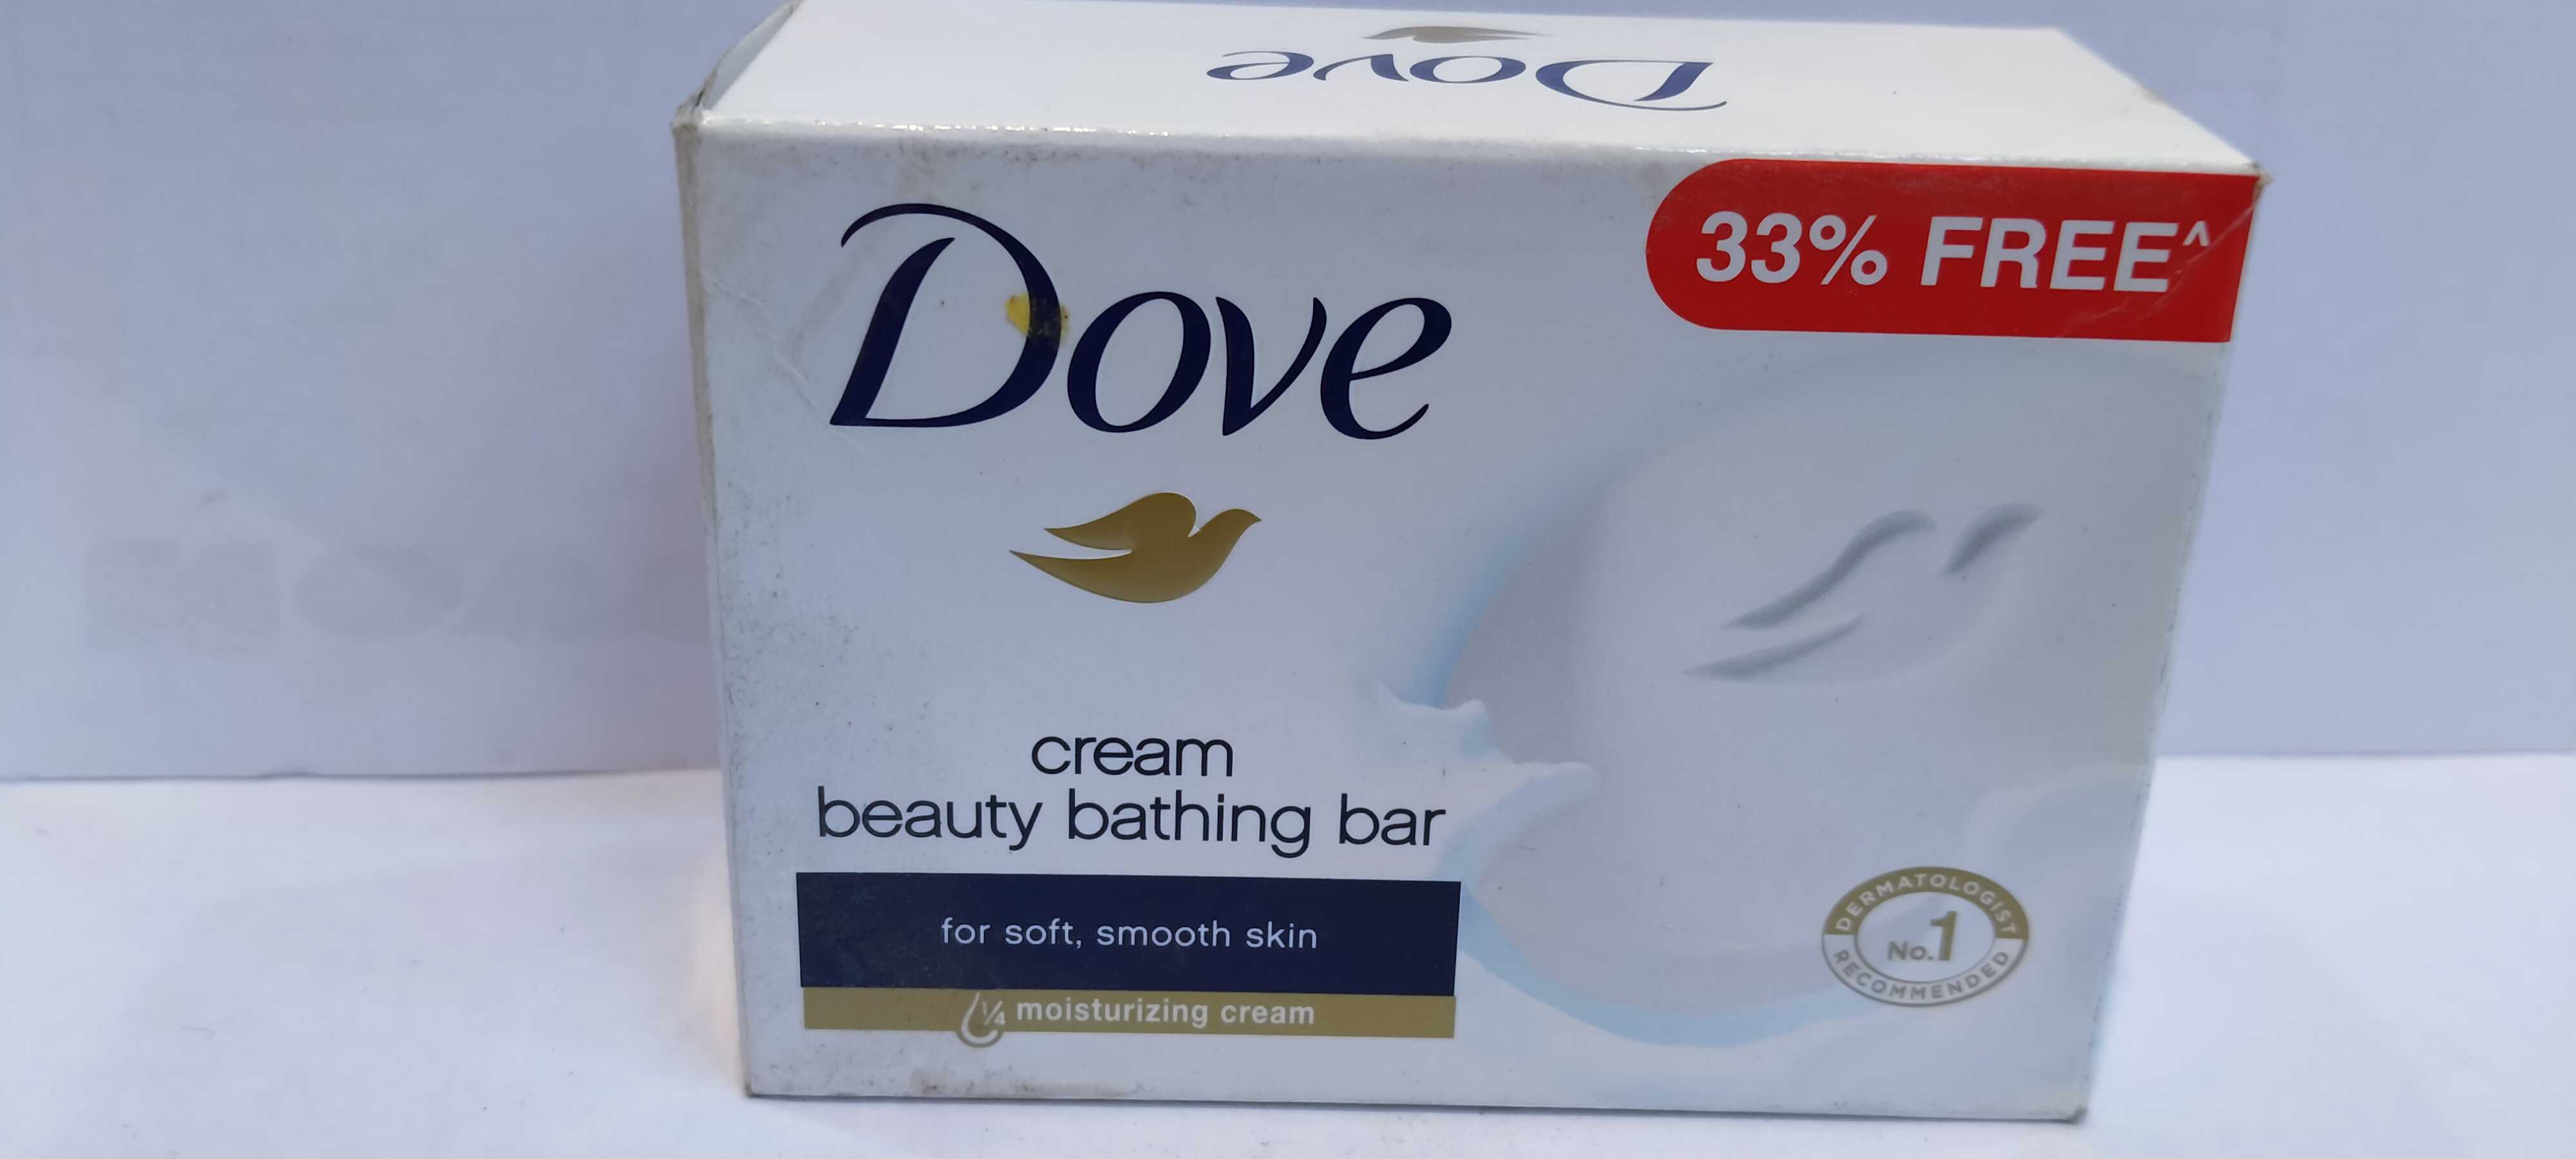 Dove
33% FREE^
Dove
cream
beauty bathing bar
for soft, smooth skin
1/4 moisturizing cream
DERMATOLOGIST
No.1
RECOMMENDED